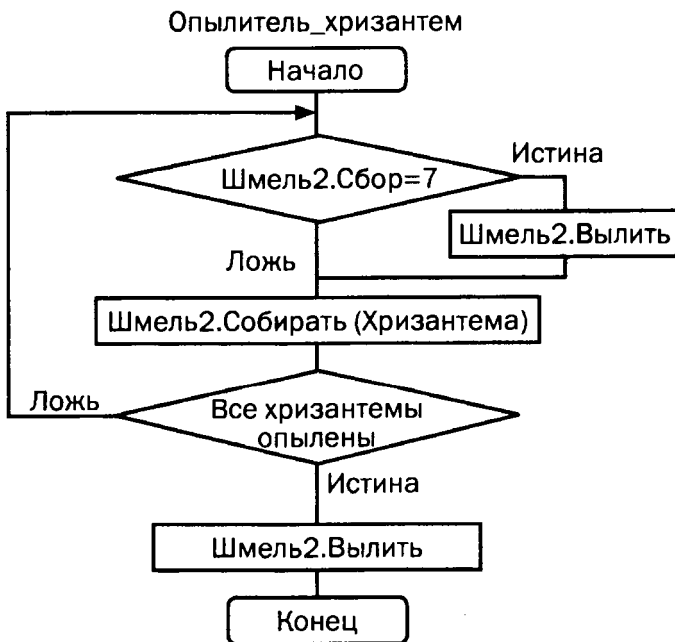 Опылитель_хризантем
Начало
Шмель2.Сбор=7
Истина
Шмель2.Вылить
Ложь
Шмель2.Собирать (Хризантема)
Ложь
Все хризантемы
опылены
Истина
Шмель2.Вылить
Конец